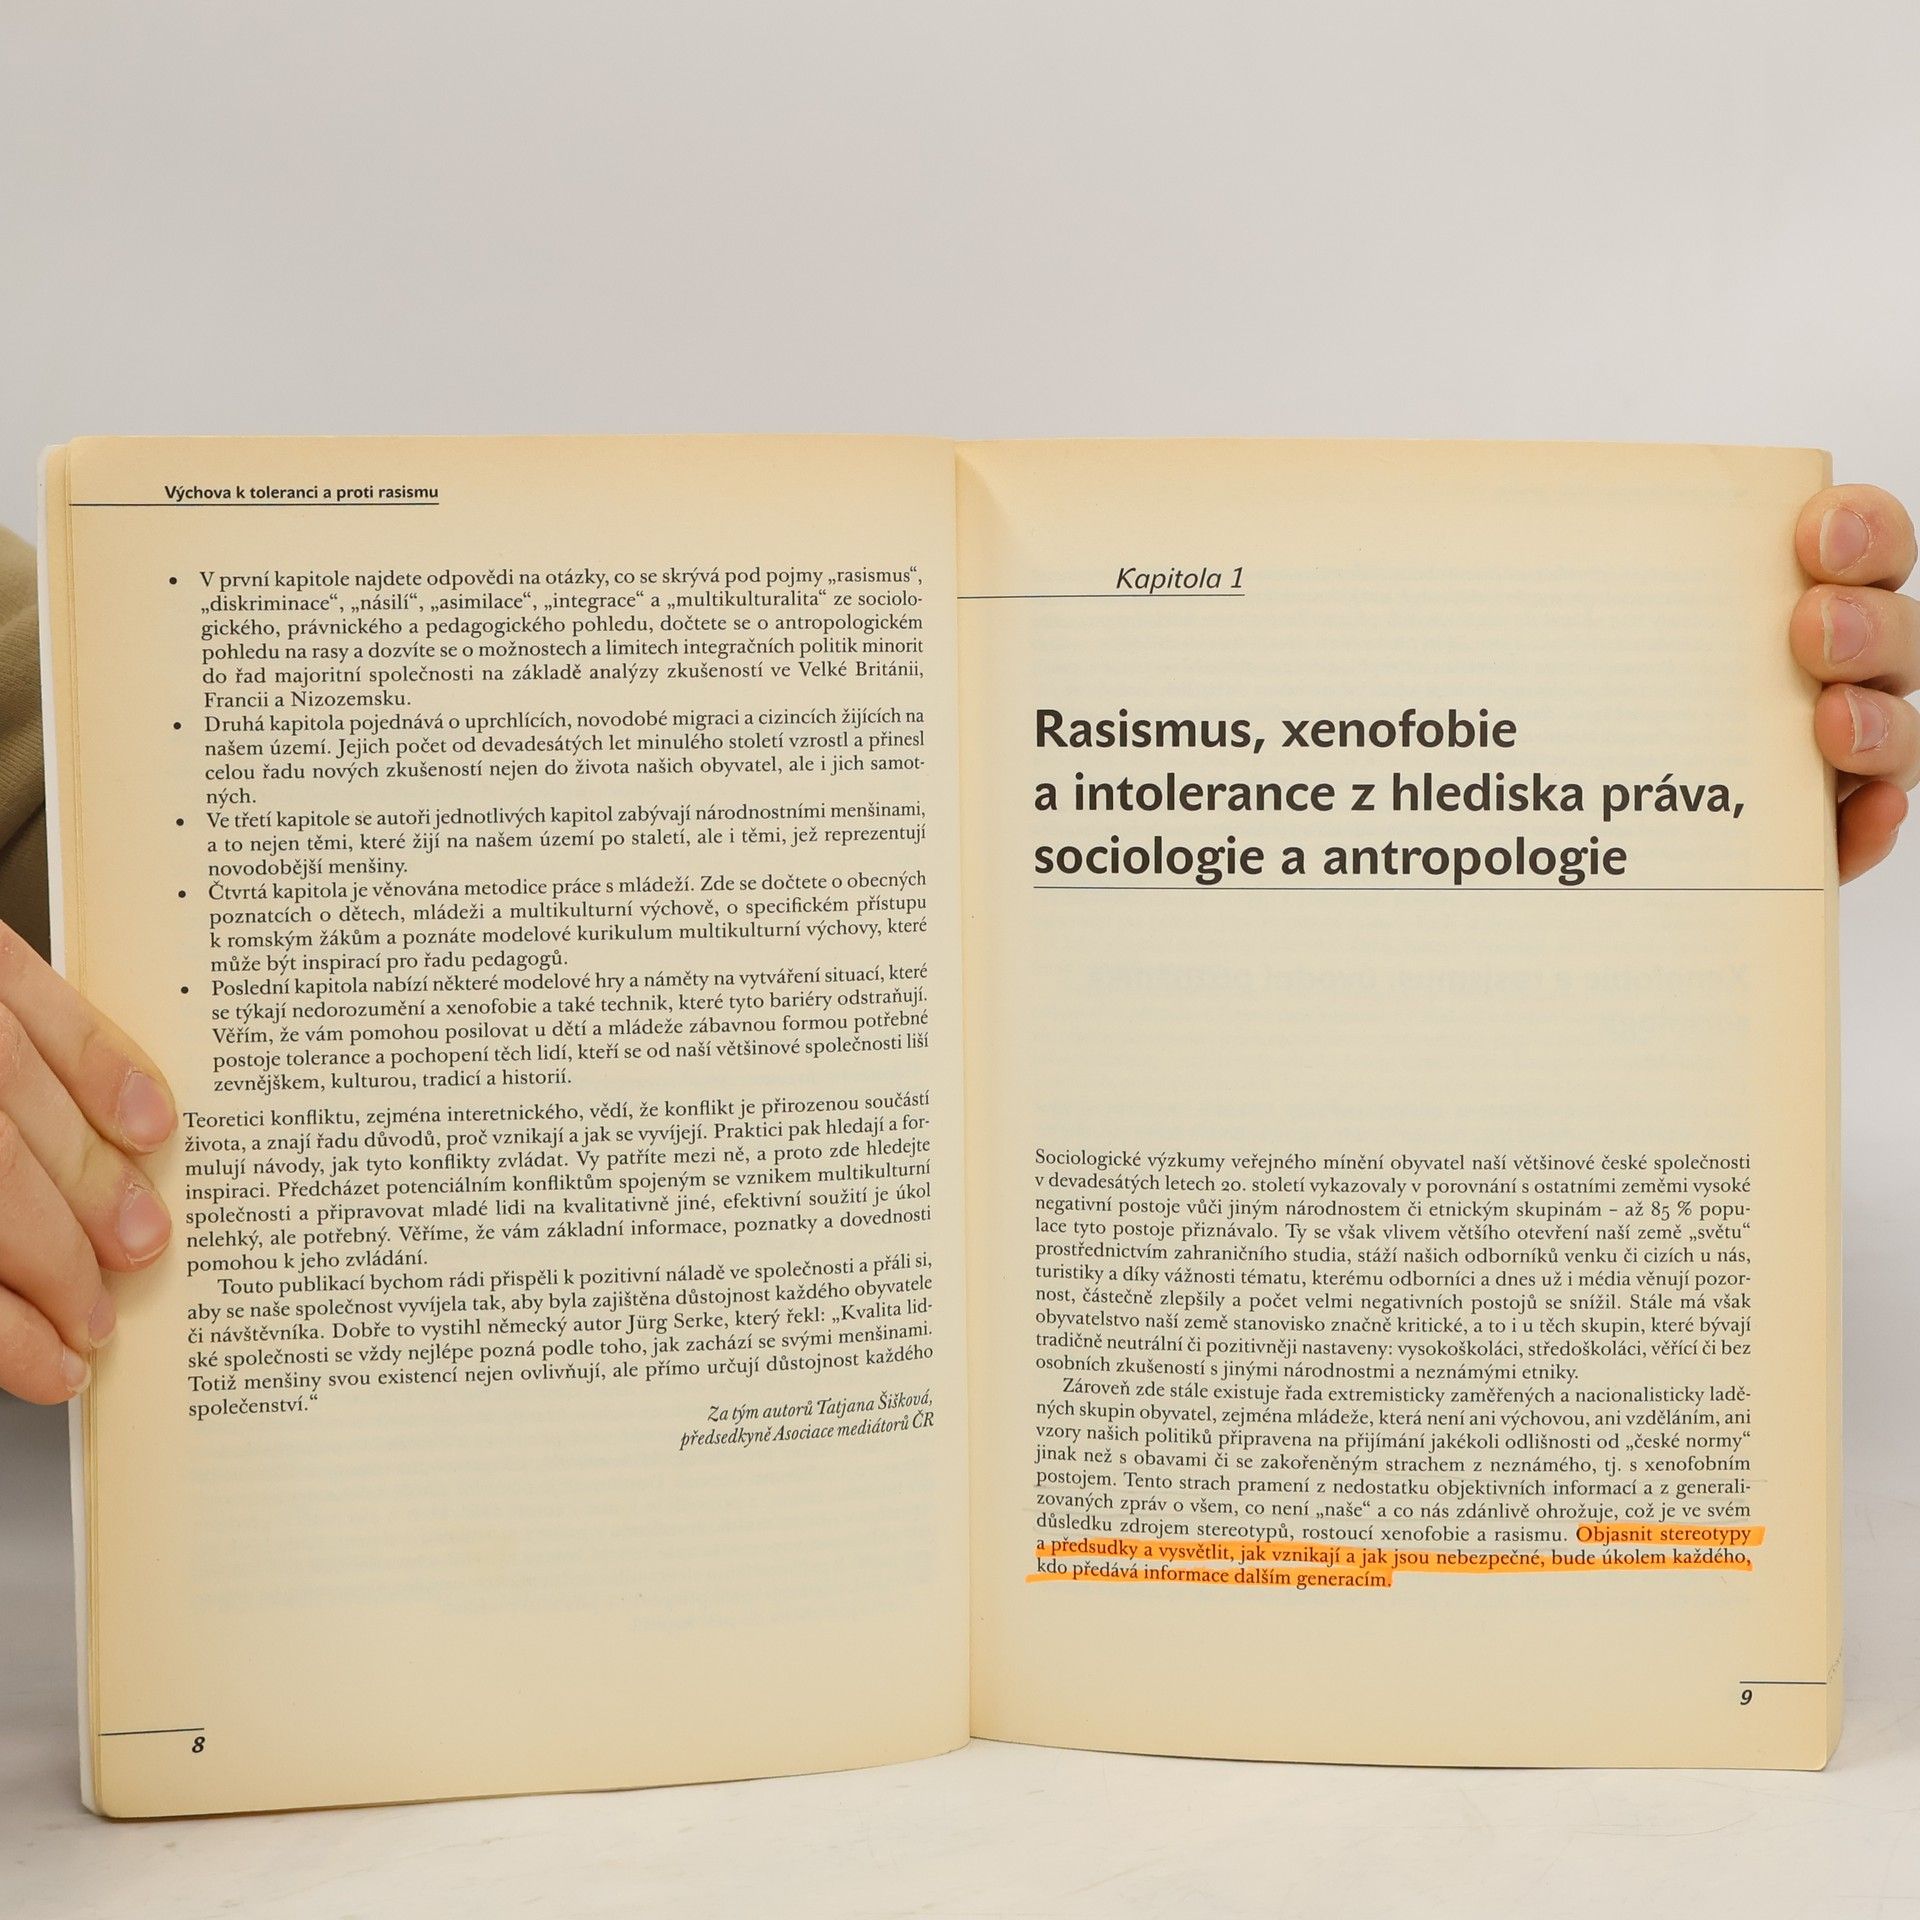 Výchova k toleranci a proti rasismu
• V první kapitole najdete odpovědi na otázky, co se skrývá pod pojmy „rasismus“,
„diskriminace“, „násilí“, „asimilace“, „integrace“ a „multikulturalita“ ze sociolo-
gického, právnického a pedagogického pohledu, dočtete se o antropologickém
pohledu na rasy a dozvíte se o možnostech a limitech integračních politik minorit
do řad majoritní společnosti na základě analýzy zkušeností ve Velké Británii,
Francii a Nizozemsku.
• Druhá kapitola pojednává o uprchlících, novodobé migraci a cizincích žijících na
našem území. Jejich počet od devadesátých let minulého století vzrostl a přinesl
celou řadu nových zkušeností nejen do života našich obyvatel, ale i jich samot-
ných.
• Ve třetí kapitole se autoři jednotlivých kapitol zabývají národnostními menšinami,
a to nejen těmi, které žijí na našem území po staletí, ale i těmi, jež reprezentují
novodobější menšiny.
• Čtvrtá kapitola je věnována metodice práce s mládeží. Zde se dočtete o obecných
poznatcích o dětech, mládeži a multikulturní výchově, o specifickém přístupu
k romským žákům a poznáte modelové kurikulum multikulturní výchovy, které
může být inspirací pro řadu pedagogů.
• Poslední kapitola nabízí některé modelové hry a náměty na vytváření situací, které
se týkají nedorozumění a xenofobie a také technik, které tyto bariéry odstraňují.
Věřím, že vám pomohou posilovat u dětí a mládeže zábavnou formou potřebné
postoje tolerance a pochopení těch lidí, kteří se od naší většinové společnosti liší
zevnějškem, kulturou, tradicí a historií.
Teoretici konfliktu, zejména interetnického, vědí, že konflikt je přirozenou součástí
života, a znají řadu důvodů, proč vznikají a jak se vyvíjejí. Praktici pak hledají a for-
mulují návody, jak tyto konflikty zvládat. Vy patříte mezi ně, a proto zde hledejte
inspiraci. Předcházet potenciálním konfliktům spojeným se vznikem multikulturní
společnosti a připravovat mladé lidi na kvalitativně jiné, efektivní soužití je úkol
nelehký, ale potřebný. Věříme, že vám základní informace, poznatky a dovednosti
pomohou k jeho zvládání.
Touto publikací bychom rádi přispěli k pozitivní náladě ve společnosti a přáli si,
aby se naše společnost vyvíjela tak, aby byla zajištěna důstojnost každého obyvatele
či návštěvníka. Dobře to vystihl německý autor Jürg Serke, který řekl: „Kvalita lid-
ské společnosti se vždy nejlépe pozná podle toho, jak zachází se svými menšinami.
Totiž menšiny svou existencí nejen ovlivňují, ale přímo určují důstojnost každého
společenství.“
Za tým autorů Tatjana Šišková,
předsedkyně Asociace mediátorů ČR
8
Kapitola 1
Rasismus, xenofobie
a intolerance z hlediska práva,
sociologie a antropologie
Sociologické výzkumy veřejného mínění obyvatel naší většinové české společnosti
v devadesátých letech 20. století vykazovaly v porovnání s ostatními zeměmi vysoké
negativní postoje vůči jiným národnostem či etnickým skupinám – až 85 % popu-
lace tyto postoje přiznávalo. Ty se však vlivem většího otevření naší země „světu“
prostřednictvím zahraničního studia, stáží našich odborníků venku či cizích u nás,
turistiky a díky vážnosti tématu, kterému odborníci a dnes už i média věnují pozor-
nost, částečně zlepšily a počet velmi negativních postojů se snížil. Stále má však
obyvatelstvo naší země stanovisko značně kritické, a to i u těch skupin, které bývají
tradičně neutrální či pozitivněji nastaveny: vysokoškoláci, středoškoláci, věřící či bez
osobních zkušeností s jinými národnostmi a neznámými etniky.
Zároveň zde stále existuje řada extremisticky zaměřených a nacionalisticky ladě-
ných skupin obyvatel, zejména mládeže, která není ani výchovou, ani vzděláním, ani
vzory našich politiků připravena na přijímání jakékoli odlišnosti od „české normy“
jinak než s obavami či se zakořeněným strachem z neznámého, tj. s xenofobním
postojem. Tento strach pramení z nedostatku objektivních informací a z generali-
zovaných zpráv o všem, co není „naše“ a co nás zdánlivě ohrožuje, což je ve svém
důsledku zdrojem stereotypů, rostoucí xenofobie a rasismu. Objasnit stereotypy
a předsudky a vysvětlit, jak vznikají a jak jsou nebezpečné, bude úkolem každého,
kdo předává informace dalším generacím.
9